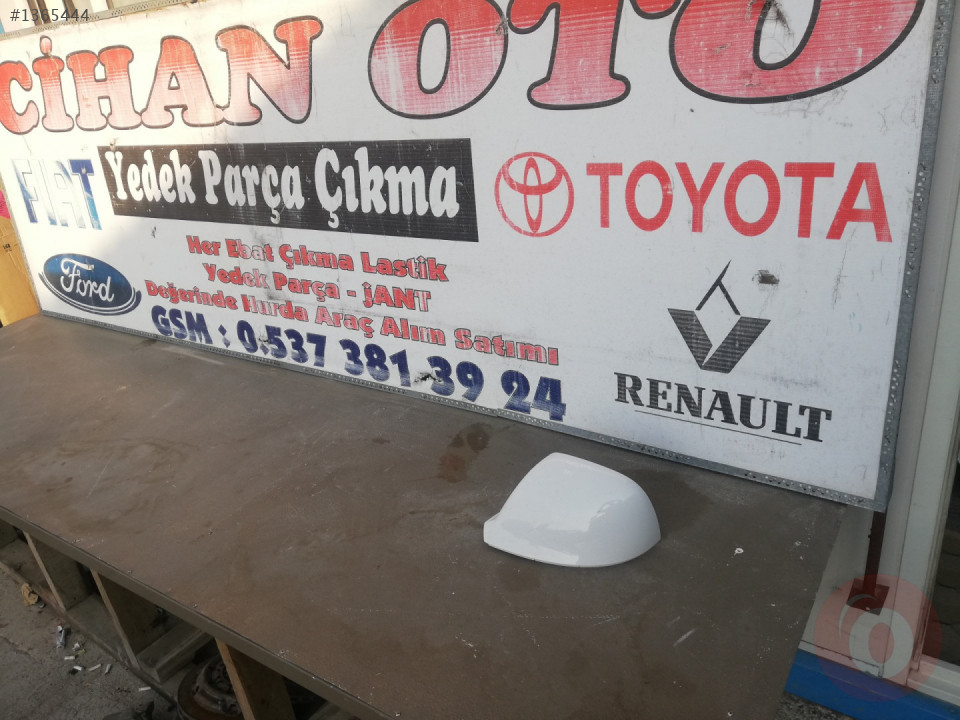 #1365444
CİHAN OTO
FIAT
Yedek Parça Çıkma
TOYOTA
Ford
Her Ebat Çıkma Lastik
Yedek Parça - jANT
Değerinde Hurda Araç Alım Satımı
GSM : 0.537 381 39 24
RENAULT